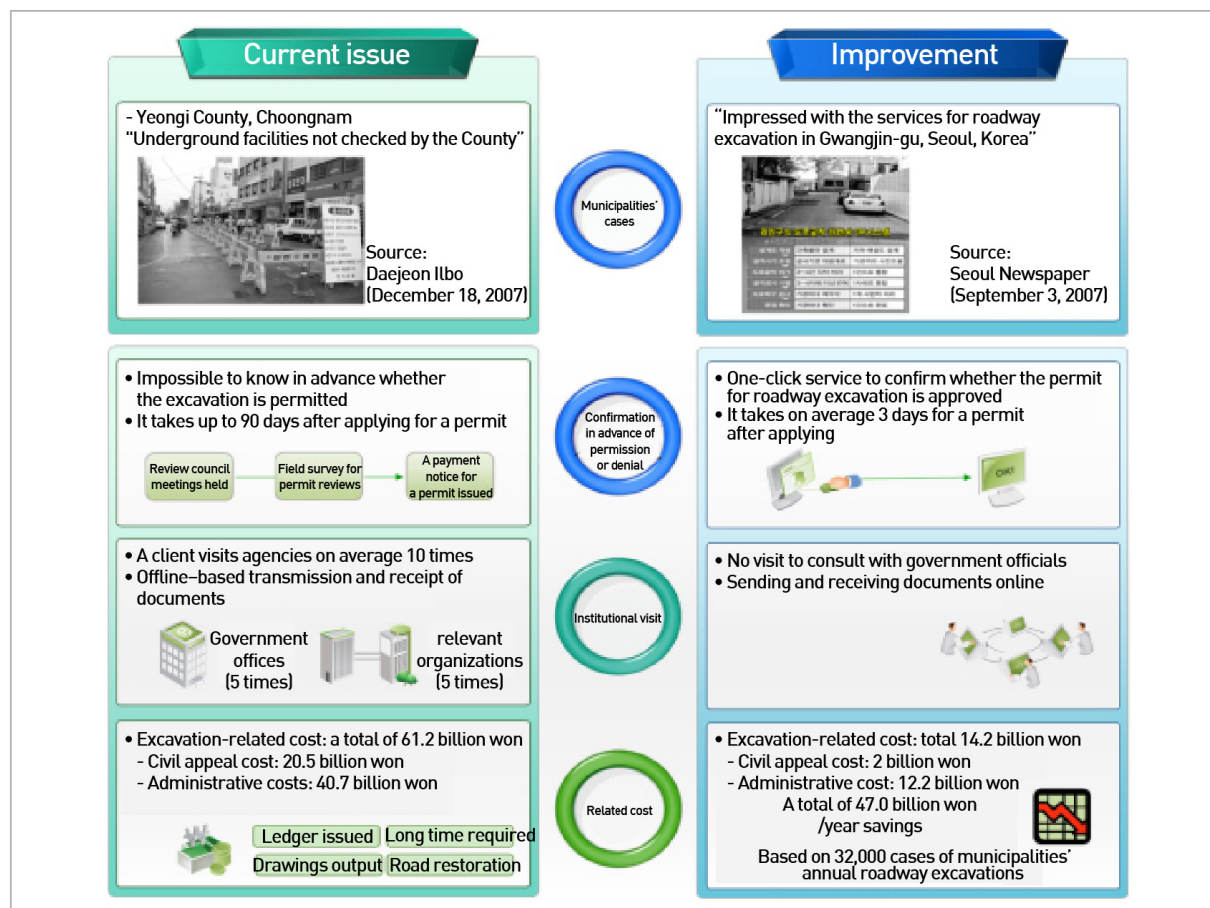 Current issue
- Yeongi County, Choongnam
"Underground facilities not checked by the County"
Source:
Daejeon Ilbo
(December 18, 2007)
Municipalities'
cases
Improvement
"Impressed with the services for roadway
excavation in Gwangjin-gu, Seoul, Korea"
Source:
Seoul Newspaper
(September 3, 2007)
• Impossible to know in advance whether
the excavation is permitted
• It takes up to 90 days after applying for a permit
Review council
meetings held
Field survey for
permit reviews
A payment
notice for
a permit issued
Confirmation
in advance of
permission
or denial
• One-click service to confirm whether the permit
for roadway excavation is approved
• It takes on average 3 days for a permit
after applying
• A client visits agencies on average 10 times
• Offline-based transmission and receipt of
documents
Government
offices
(5 times)
relevant
organizations
(5 times)
Institutional visit
• No visit to consult with government officials
• Sending and receiving documents online
• Excavation-related cost: a total of 61.2 billion won
- Civil appeal cost: 20.5 billion won
- Administrative costs: 40.7 billion won
Ledger issued
Long time required
Drawings output
Road restoration
Related cost
• Excavation-related cost: total 14.2 billion won
- Civil appeal cost: 2 billion won
- Administrative cost: 12.2 billion won
A total of 47.0 billion won
/year savings
Based on 32,000 cases of municipalities'
annual roadway excavations